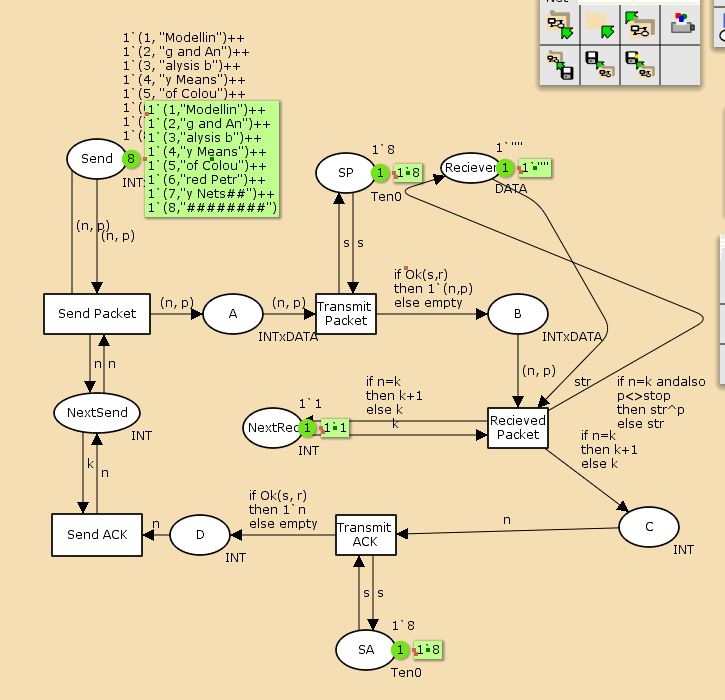 Net
1`(1, "Modellin")++
1`(2, "g and An")++
1`(3, "alysis b")++
1`(4, "y Means")++
1`(5, "of Colou")++
1`(
1`(
1`(
1`(1,"Modellin")++
1`(2,"g and An")++
1`(3,"alysis b")++
1`(4,"y Means")++
1`(5,"of Colou")++
1`(6,"red Petr")++
1`(7,"y Nets##")++
1`(8,"########")
Send
8
INTx
1`8
SP
1
1`8
Ten0
1`""
Reciever
1
1`""
DATA
(n, p)
(n, p)
s
s
if Ok(s,r)
then 1`(n,p)
else empty
Send Packet
(n, p)
A
(n, p)
INTxDATA
Transmit
Packet
B
INTxDATA
n
n
(n, p)
str
if n=k andalso
p<>stop
then str^p
else str
if n=k
then k+1
else k
k
NextSend
INT
1`1
NextRec
1
1`1
INT
Recieved
Packet
if n=k
then k+1
else k
k
n
if Ok(s, r)
then 1`n
else empty
Send ACK
n
D
INT
Transmit
ACK
n
C
INT
s
s
1`8
SA
1
1`8
Ten0